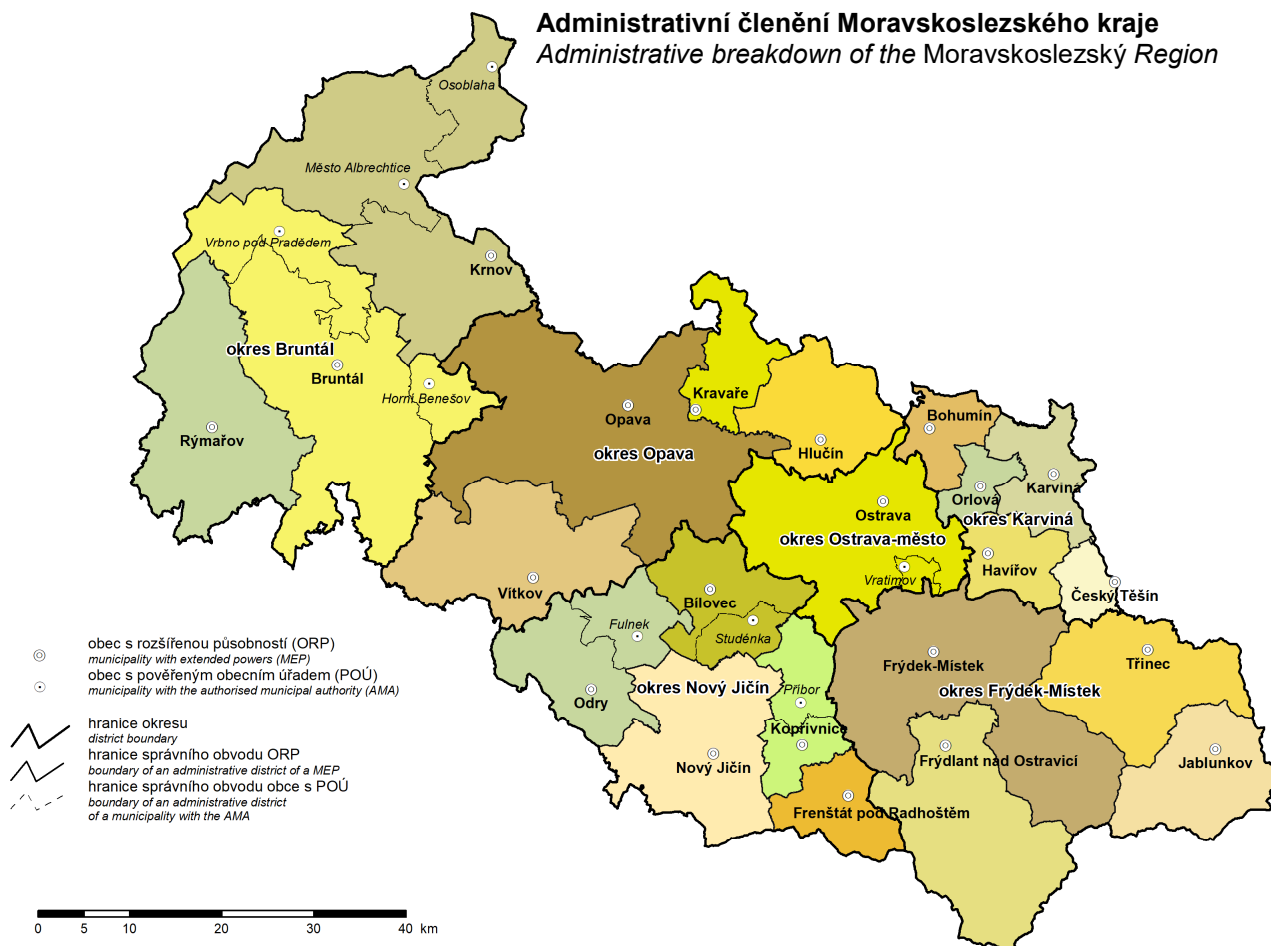 Administrativní členění Moravskoslezského kraje
Administrative breakdown of the Moravskoslezský Region
Osoblaha
Město Albrechtice
Vrbno pod Pradědem
Krnov
okres Bruntál
Bruntál
Horní Benešov
Rýmařov
Kravaře
Opava
okres Opava
Hlučín
Bohumín
Karviná
Orlová
okres Karviná
Ostrava
okres Ostrava-město
Vratimov
Havířov
Český Těšín
Vítkov
Bílovec
Fulnek
Studénka
Odry
okres Nový Jičín
Příbor
Kopřivnice
Nový Jičín
Frýdek-Místek
okres Frýdek-Místek
Třinec
Frýdlant nad Ostravicí
Jablunkov
Frenštát pod Radhoštěm
obec s rozšířenou působností (ORP)
municipality with extended powers (MEP)
obec s pověřeným obecním úřadem (POÚ)
municipality with the authorised municipal authority (AMA)
hranice okresu
district boundary
hranice správního obvodu ORP
boundary of an administrative district of a MEP
hranice správního obvodu obce s POÚ
boundary of an administrative district
of a municipality with the AMA
0 5 10 20 30 40 km